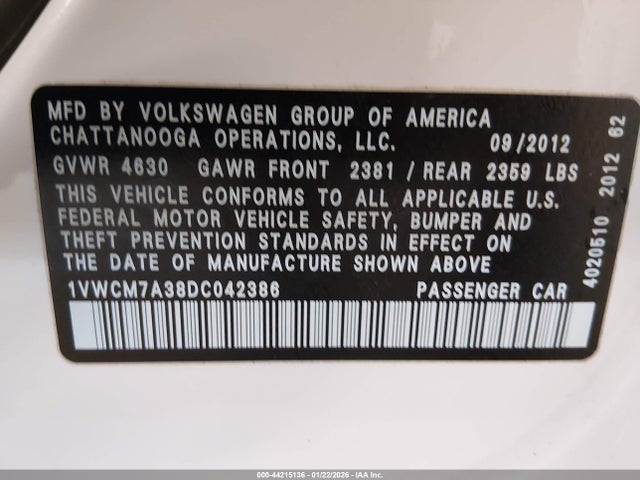 MFD BY VOLKSWAGEN GROUP OF AMERICA
CHATTANOOGA OPERATIONS, LLC. 09/2012
GVWR 4630 GAWR FRONT 2381 / REAR 2359 LBS
THIS VEHICLE CONFORMS TO ALL APPLICABLE U.S.
FEDERAL MOTOR VEHICLE SAFETY, BUMPER AND
THEFT PREVENTION STANDARDS IN EFFECT ON
THE DATE OF MANUFACTURE SHOWN ABOVE
1VWCM7A38DC042386 PASSENGER CAR
4020510 2012 62
000-44215136 - 01/22/2026 - IAA Inc.